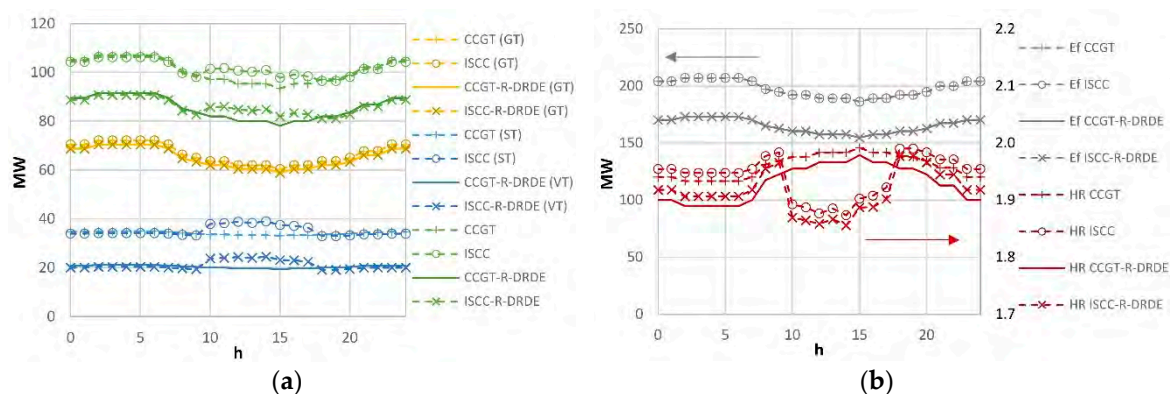 120
100
80
60
40
20
0
MW
0 5 10 15 20
h
CCGT (GT)
ISCC (GT)
CCGT-R-DRDE (GT)
ISCC-R-DRDE (GT)
CCGT (ST)
ISCC (ST)
CCGT-R-DRDE (VT)
ISCC-R-DRDE (VT)
CCGT
ISCC
CCGT-R-DRDE
ISCC-R-DRDE
(a)
250
200
150
100
50
0
MW
0 5 10 15 20
h
2.2
2.1
2.0
1.9
1.8
1.7
Ef CCGT
Ef ISCC
Ef CCGT-R-DRDE
Ef ISCC-R-DRDE
HR CCGT
HR ISCC
HR CCGT-R-DRDE
HR ISCC-R-DRDE
(b)